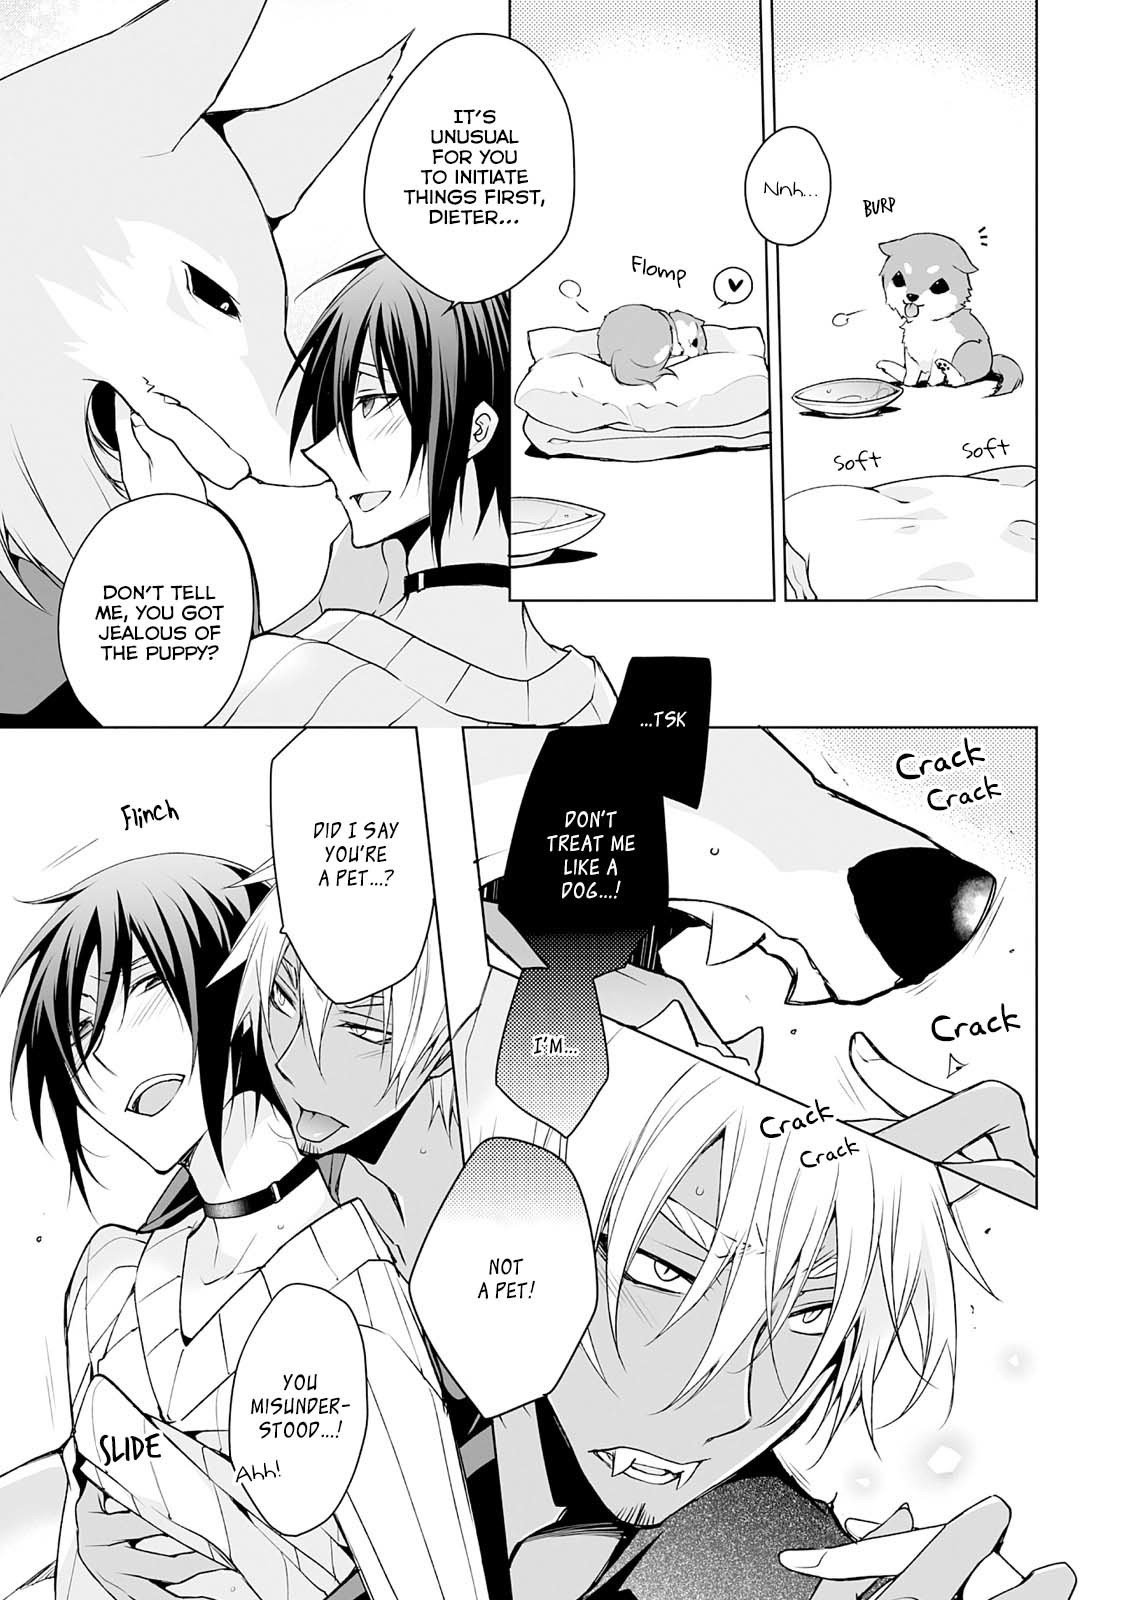 Nnh...
BURP
Soft
Soft
Flomp
IT'S
UNUSUAL
FOR YOU
TO INITIATE
THINGS FIRST,
DIETER...
DON'T TELL
ME, YOU GOT
JEALOUS OF
THE PUPPY?
...TSK
DON'T
TREAT ME
LIKE A
DOG...!
Crack
Crack
Crack
I'M...
Crack
Crack
NOT
A PET!
DID I SAY
YOU'RE
A PET...?
Flinch
YOU
MISUNDER-
STOOD...!
Ahh!
SLIDE